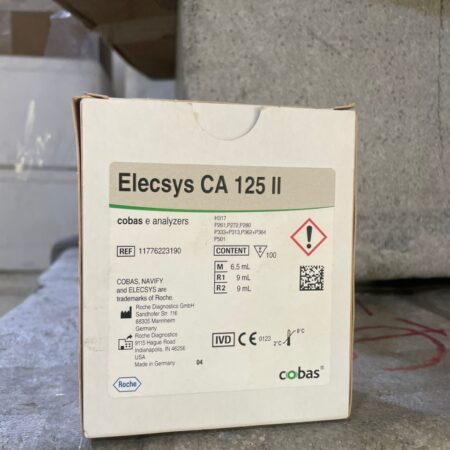 Elecsys CA 125 II
cobas e analyzers
H317
P261,P272,P280
P333+P313,P362+P364
P501
REF 11776223190
CONTENT 100
M 6.5 mL
R1 9 mL
R2 9 mL
COBAS, NAVIFY
and ELECSYS are
trademarks of Roche.
Roche Diagnostics GmbH
Sandhofer Str. 116
68305 Mannheim
Germany
Roche Diagnostics
9115 Hague Road
Indianapolis, IN 46256
USA
Made in Germany
04
IVD CE 0123 2°C 8°C
Roche
cobas®